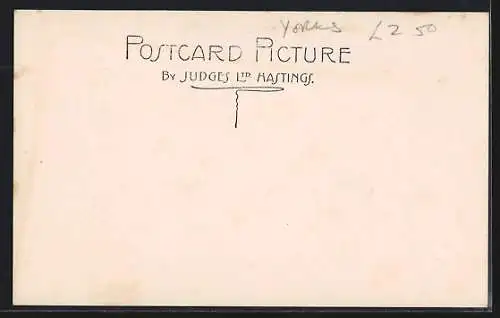 Yorks £2 50
POSTCARD PICTURE
BY JUDGES LTD HASTINGS.